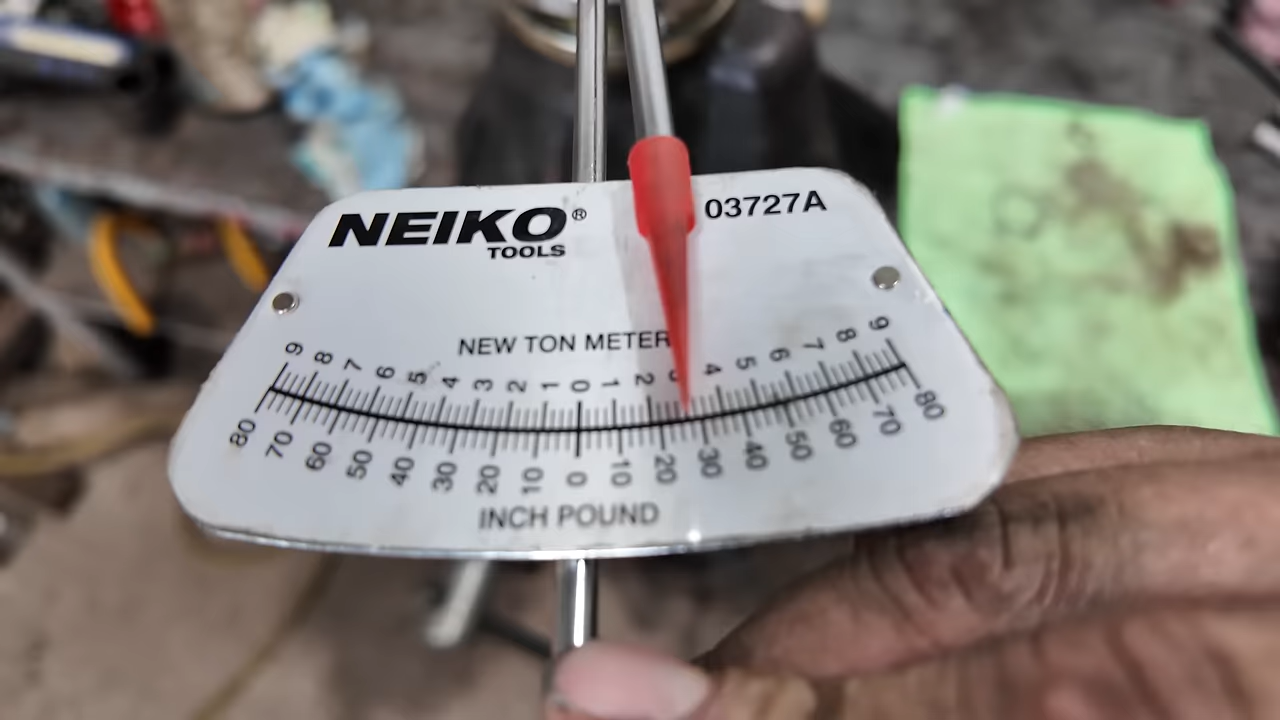 NEIKO®
TOOLS
03727A
NEW TON METER
9 8 7 6 5 4 3 2 1 0 1 2 3 4 5 6 7 8 9
80 70 60 50 40 30 20 10 0 10 20 30 40 50 60 70 80
INCH POUND